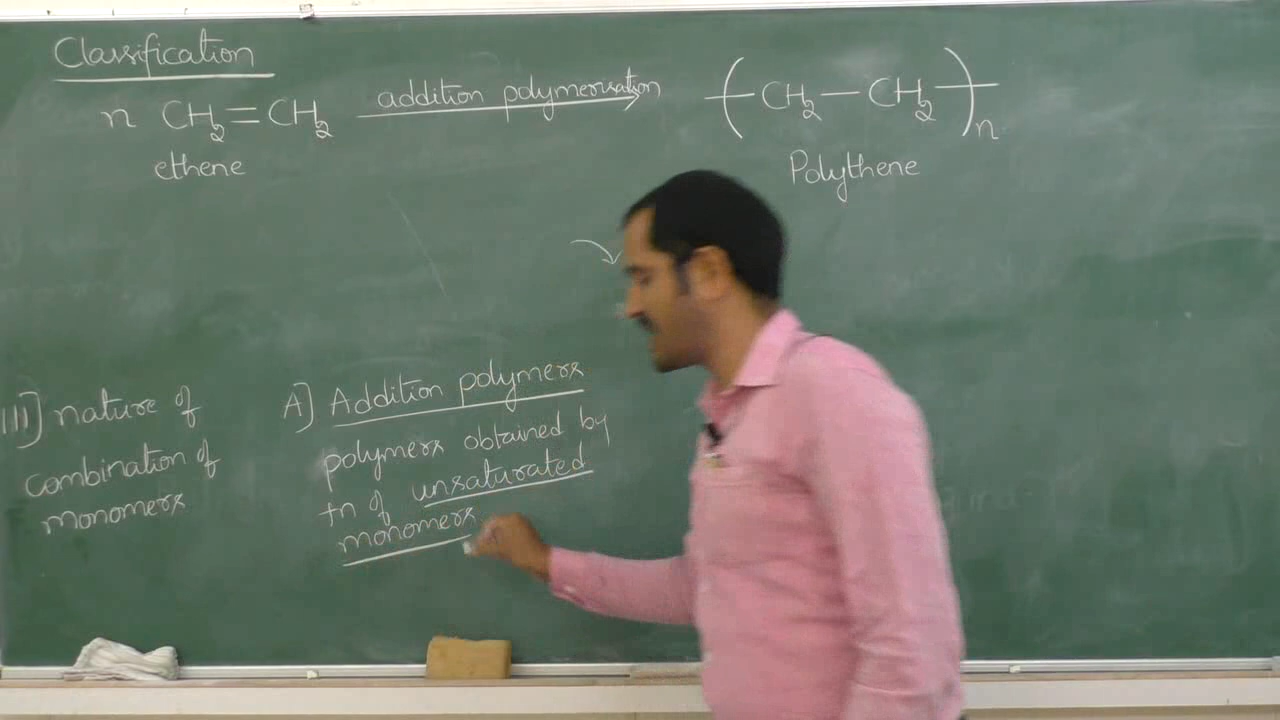 Classification
n CH₂=CH₂ addition polymerisation (CH₂—CH₂)n
ethene Polythene
III] nature of
combination of
monomers
A] Addition polymers
polymers obtained by
+n of unsaturated
monomers